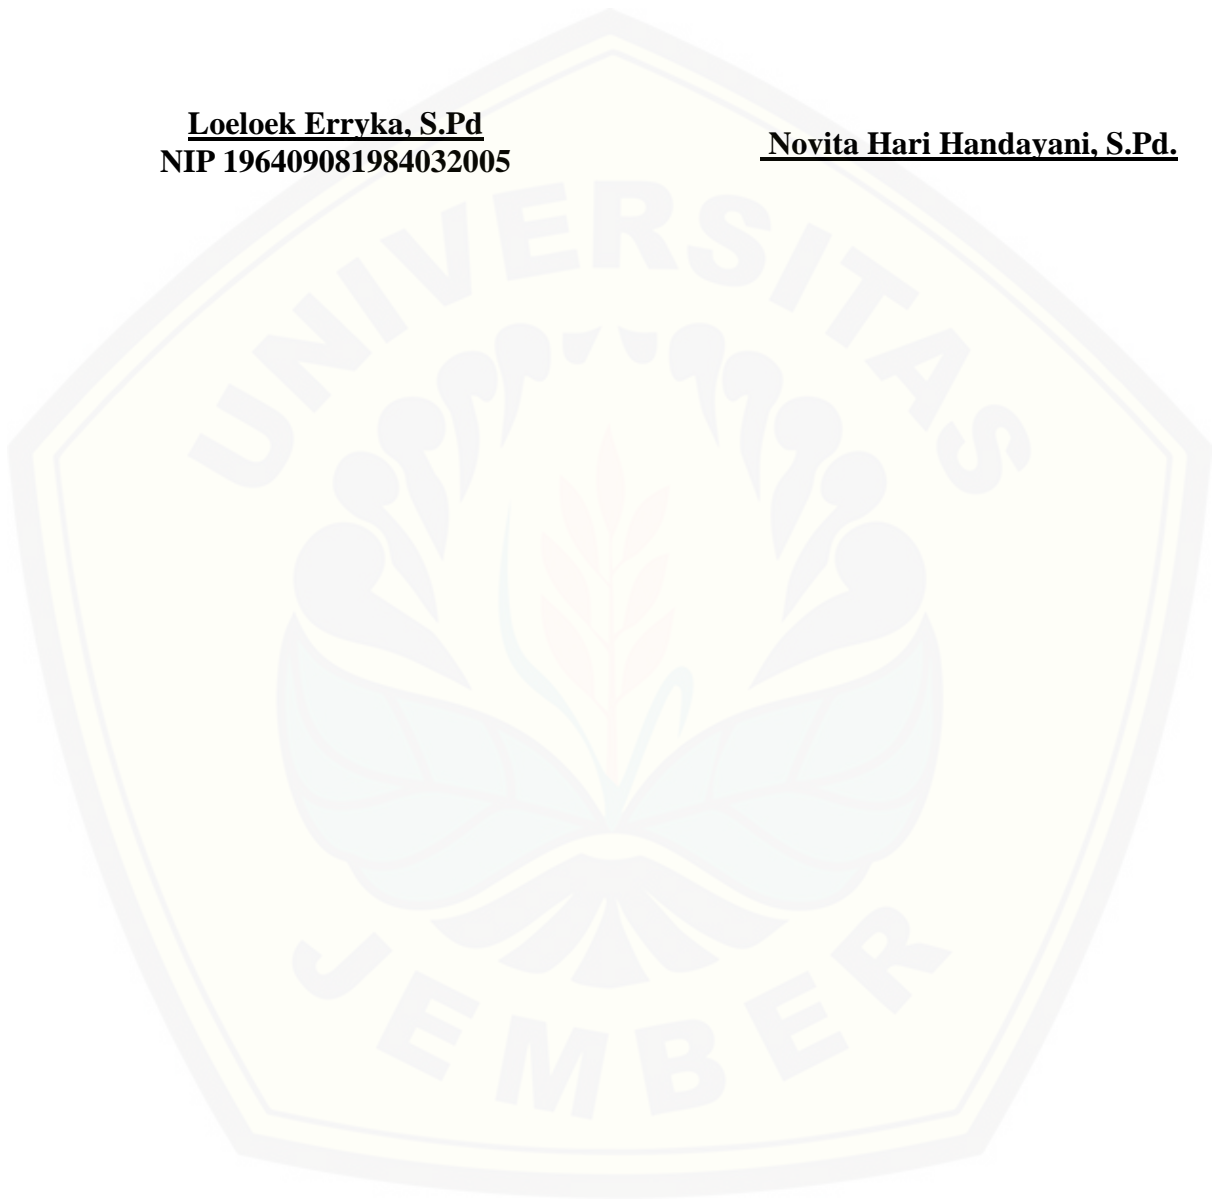 Loeloek Erryka, S.Pd
NIP 196409081984032005
Novita Hari Handayani, S.Pd.
UNIVERSITAS
JEMBER